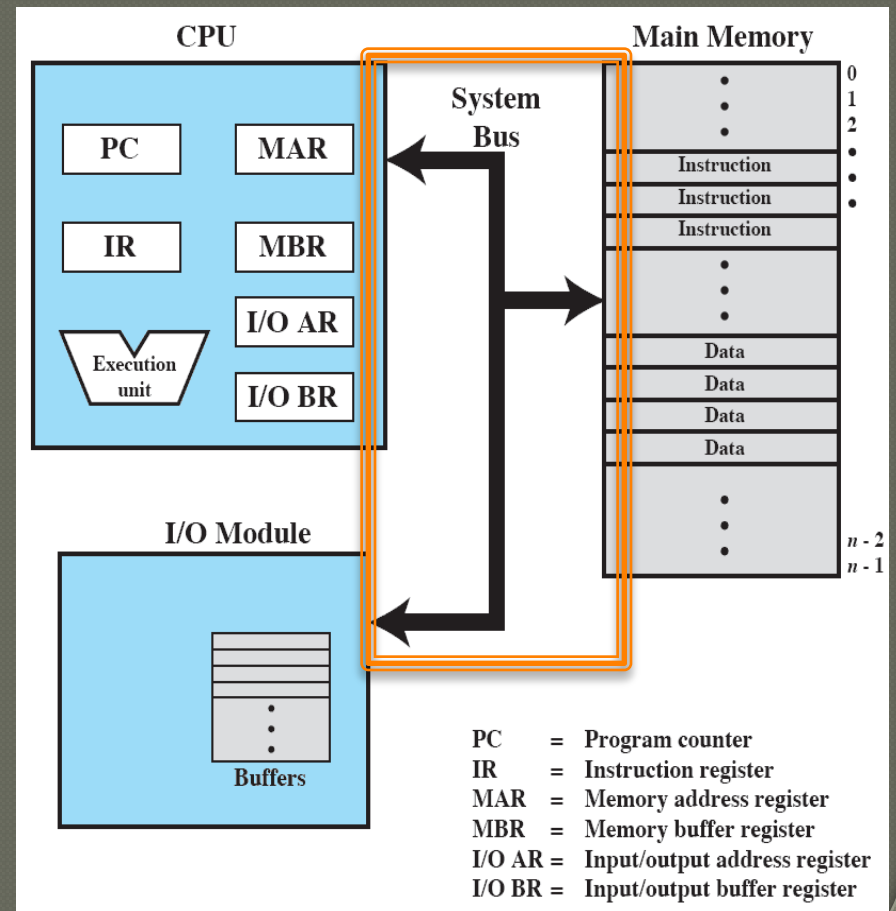 CPU
System
Bus
Main Memory
PC
MAR
IR
MBR
I/O AR
I/O BR
Execution
unit
0
1
2
Instruction
Instruction
Instruction
Data
Data
Data
Data
n - 2
n - 1
I/O Module
Buffers
PC = Program counter
IR = Instruction register
MAR = Memory address register
MBR = Memory buffer register
I/O AR = Input/output address register
I/O BR = Input/output buffer register